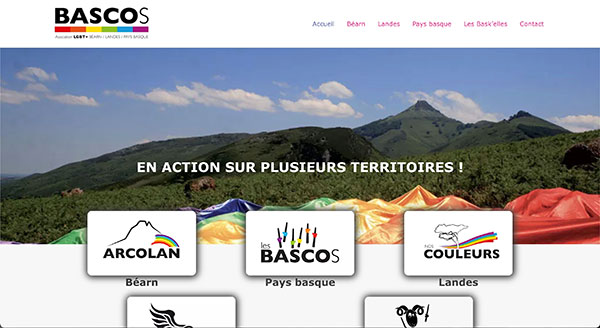 BASCOS
Association LGBT+ BÉARN / LANDES / PAYS BASQUE
Accueil Béarn Landes Pays basque Les Bask'elles Contact
EN ACTION SUR PLUSIEURS TERRITOIRES !
ARCOLAN
les BASCOS
NOS COULEURS
Béarn Pays basque Landes